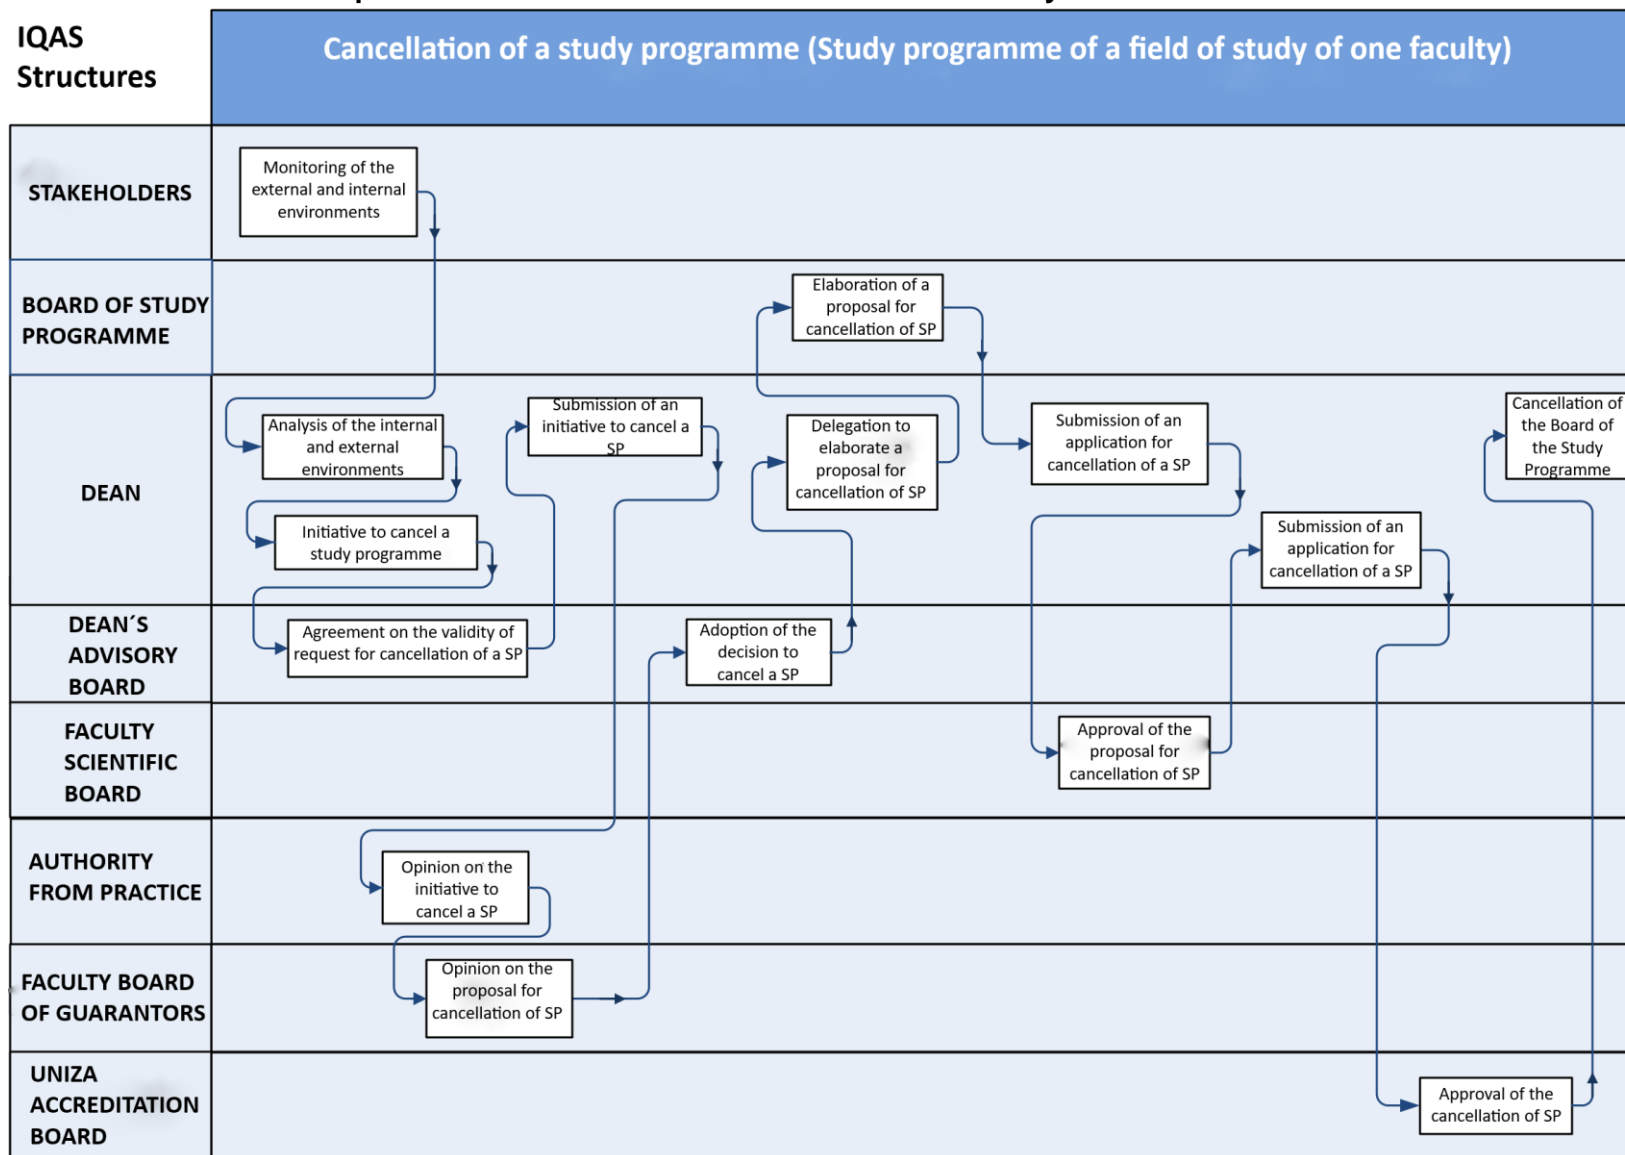 IQAS
Structures
Cancellation of a study programme (Study programme of a field of study of one faculty)
STAKEHOLDERS
Monitoring of the
external and internal
environments
BOARD OF STUDY
PROGRAMME
Elaboration of a
proposal for
cancellation of SP
DEAN
Analysis of the internal
and external
environments
Initiative to cancel a
study programme
Submission of an
initiative to cancel a
SP
Delegation to
elaborate a
proposal for
cancellation of SP
Submission of an
application for
cancellation of a SP
Submission of an
application for
cancellation of a SP
Cancellation of
the Board of
the Study
Programme
DEAN´S
ADVISORY
BOARD
Agreement on the validity of
request for cancellation of a SP
Adoption of the
decision to
cancel a SP
FACULTY
SCIENTIFIC
BOARD
Approval of the
proposal for
cancellation of SP
AUTHORITY
FROM PRACTICE
Opinion on the
initiative to
cancel a SP
FACULTY BOARD
OF GUARANTORS
Opinion on the
proposal for
cancellation of SP
UNIZA
ACCREDITATION
BOARD
Approval of the
cancellation of SP